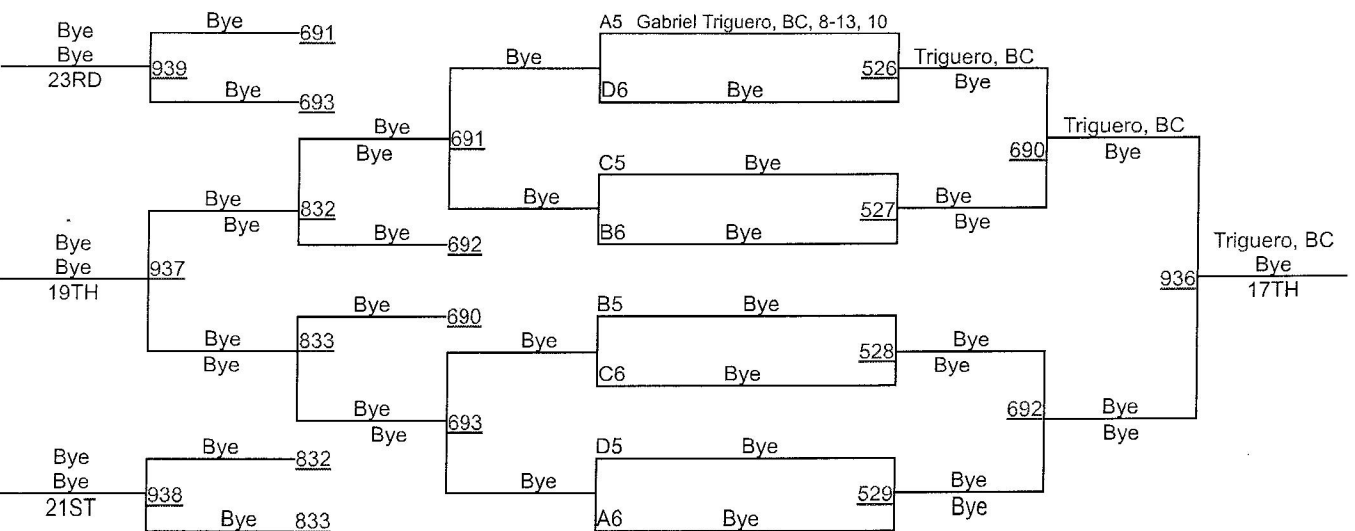 A5 Gabriel Triguero, BC, 8-13, 10
Bye
Bye 691
Bye
939
23RD
Bye 693
Bye
526
Triguero, BC
Bye
D6 Bye
Bye
Bye
691
Triguero, BC
Bye
690
C5 Bye
Bye
527
Bye
Bye
B6 Bye
Bye
Bye
832
Bye 692
Bye
Bye
937
19TH
Triguero, BC
Bye
936
17TH
Bye 690
B5 Bye
Bye
Bye
833
Bye
528
Bye
Bye
C6 Bye
Bye
Bye
693
692
Bye
Bye
D5 Bye
Bye 832
Bye
Bye
938
21ST
Bye
529
Bye
Bye
Bye 833
A6 Bye